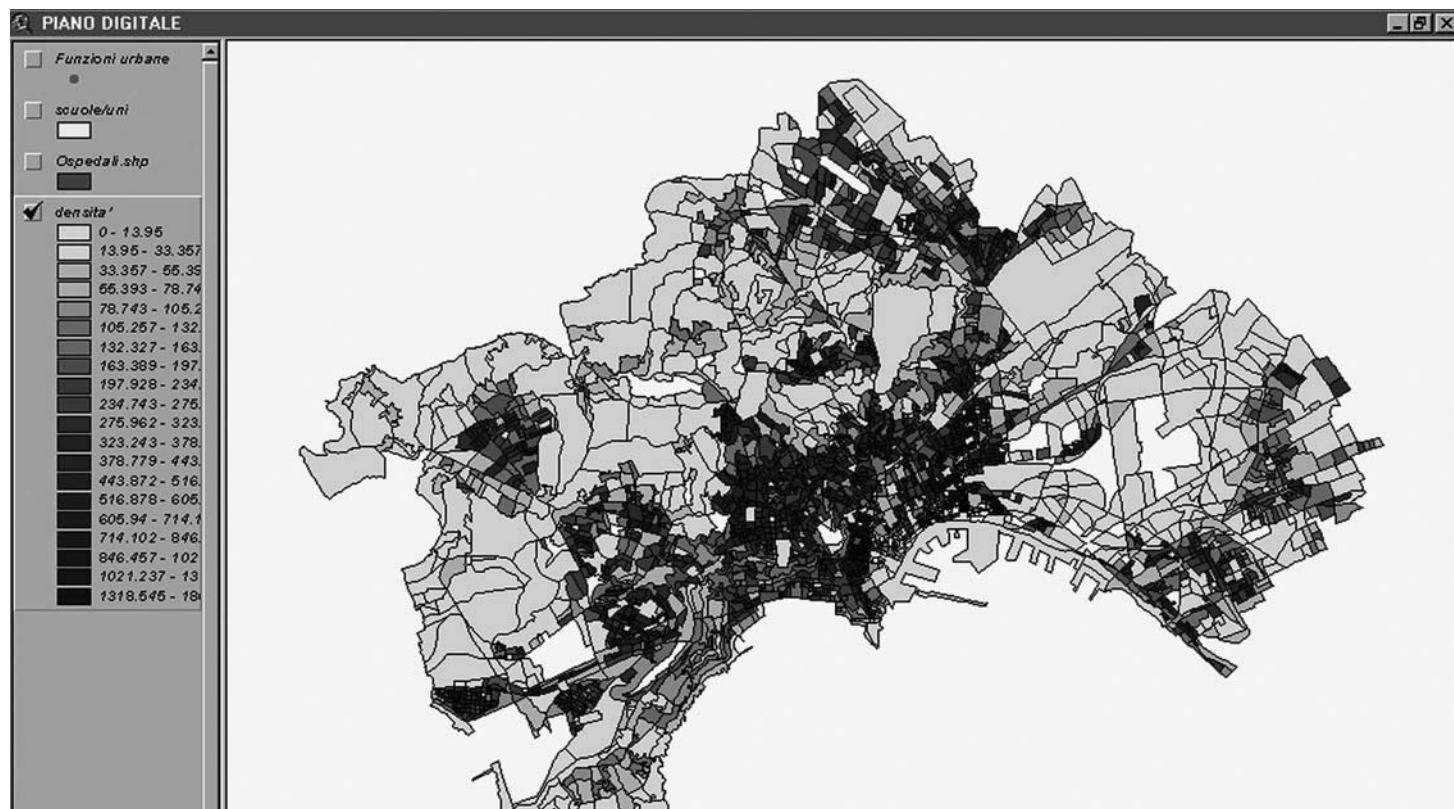 PIANO DIGITALE
Funzioni urbane
scuole/uni
Ospedali.shp
densita'
0 - 13.95
13.95 - 33.357
33.357 - 55.39
55.393 - 78.74
78.743 - 105.2
105.257 - 132.
132.327 - 163.
163.389 - 197.
197.928 - 234.
234.743 - 275.
275.962 - 323.
323.243 - 378.
378.779 - 443.
443.872 - 516.
516.878 - 605.
605.94 - 714.1
714.102 - 846.
846.457 - 102
1021.237 - 13
1318.545 - 18